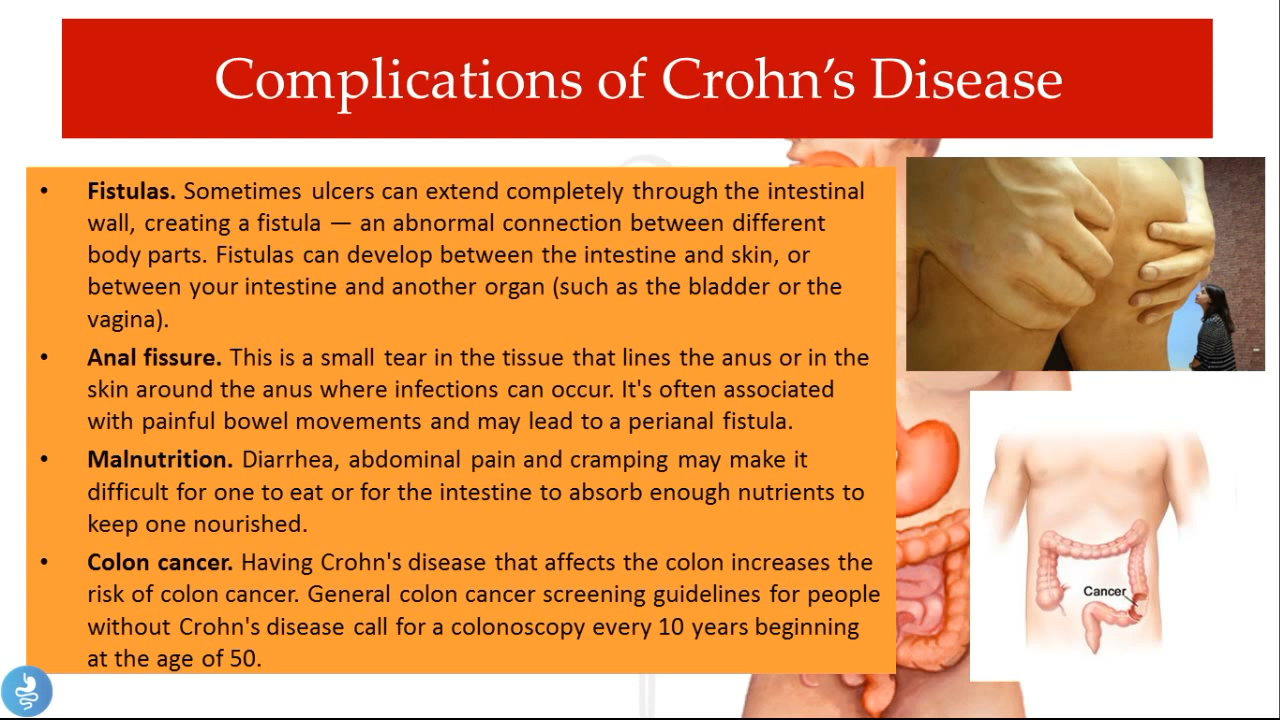 Complications of Crohn’s Disease
• Fistulas. Sometimes ulcers can extend completely through the intestinal
wall, creating a fistula — an abnormal connection between different
body parts. Fistulas can develop between the intestine and skin, or
between your intestine and another organ (such as the bladder or the
vagina).
• Anal fissure. This is a small tear in the tissue that lines the anus or in the
skin around the anus where infections can occur. It's often associated
with painful bowel movements and may lead to a perianal fistula.
• Malnutrition. Diarrhea, abdominal pain and cramping may make it
difficult for one to eat or for the intestine to absorb enough nutrients to
keep one nourished.
• Colon cancer. Having Crohn's disease that affects the colon increases the
risk of colon cancer. General colon cancer screening guidelines for people
without Crohn's disease call for a colonoscopy every 10 years beginning
at the age of 50.
Cancer